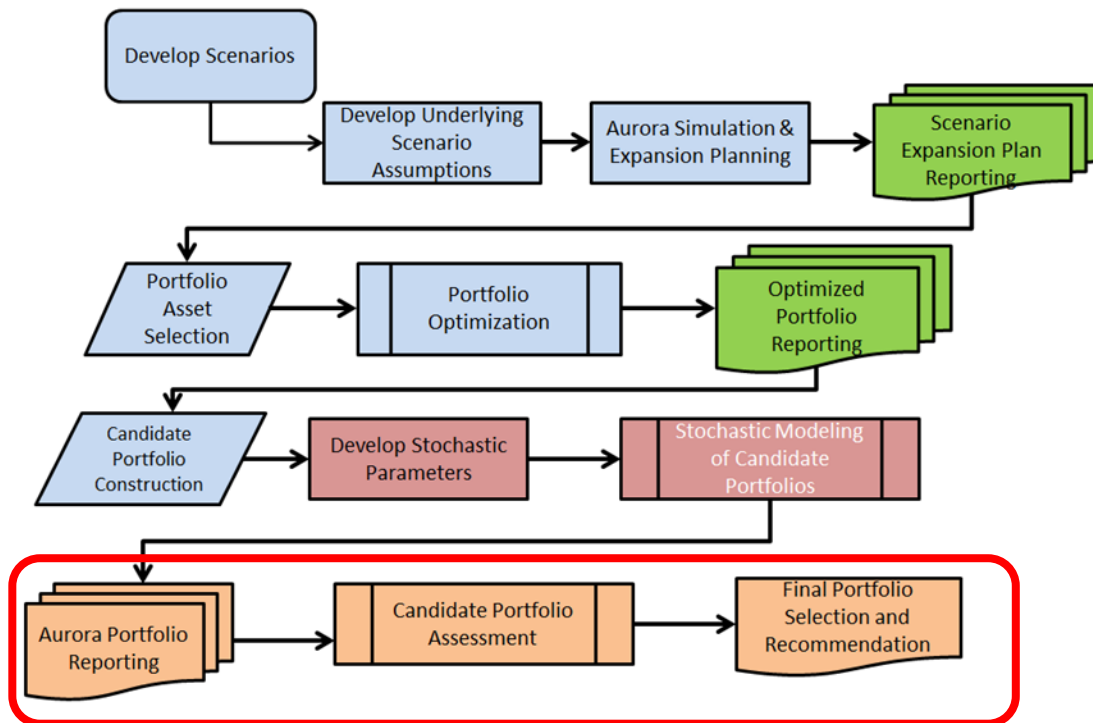 Develop Scenarios
Develop Underlying
Scenario
Assumptions
Aurora Simulation &
Expansion Planning
Scenario
Expansion Plan
Reporting
Portfolio
Asset
Selection
Portfolio
Optimization
Optimized
Portfolio
Reporting
Candidate
Portfolio
Construction
Develop Stochastic
Parameters
Stochastic Modeling
of Candidate
Portfolios
Aurora Portfolio
Reporting
Candidate Portfolio
Assessment
Final Portfolio
Selection and
Recommendation